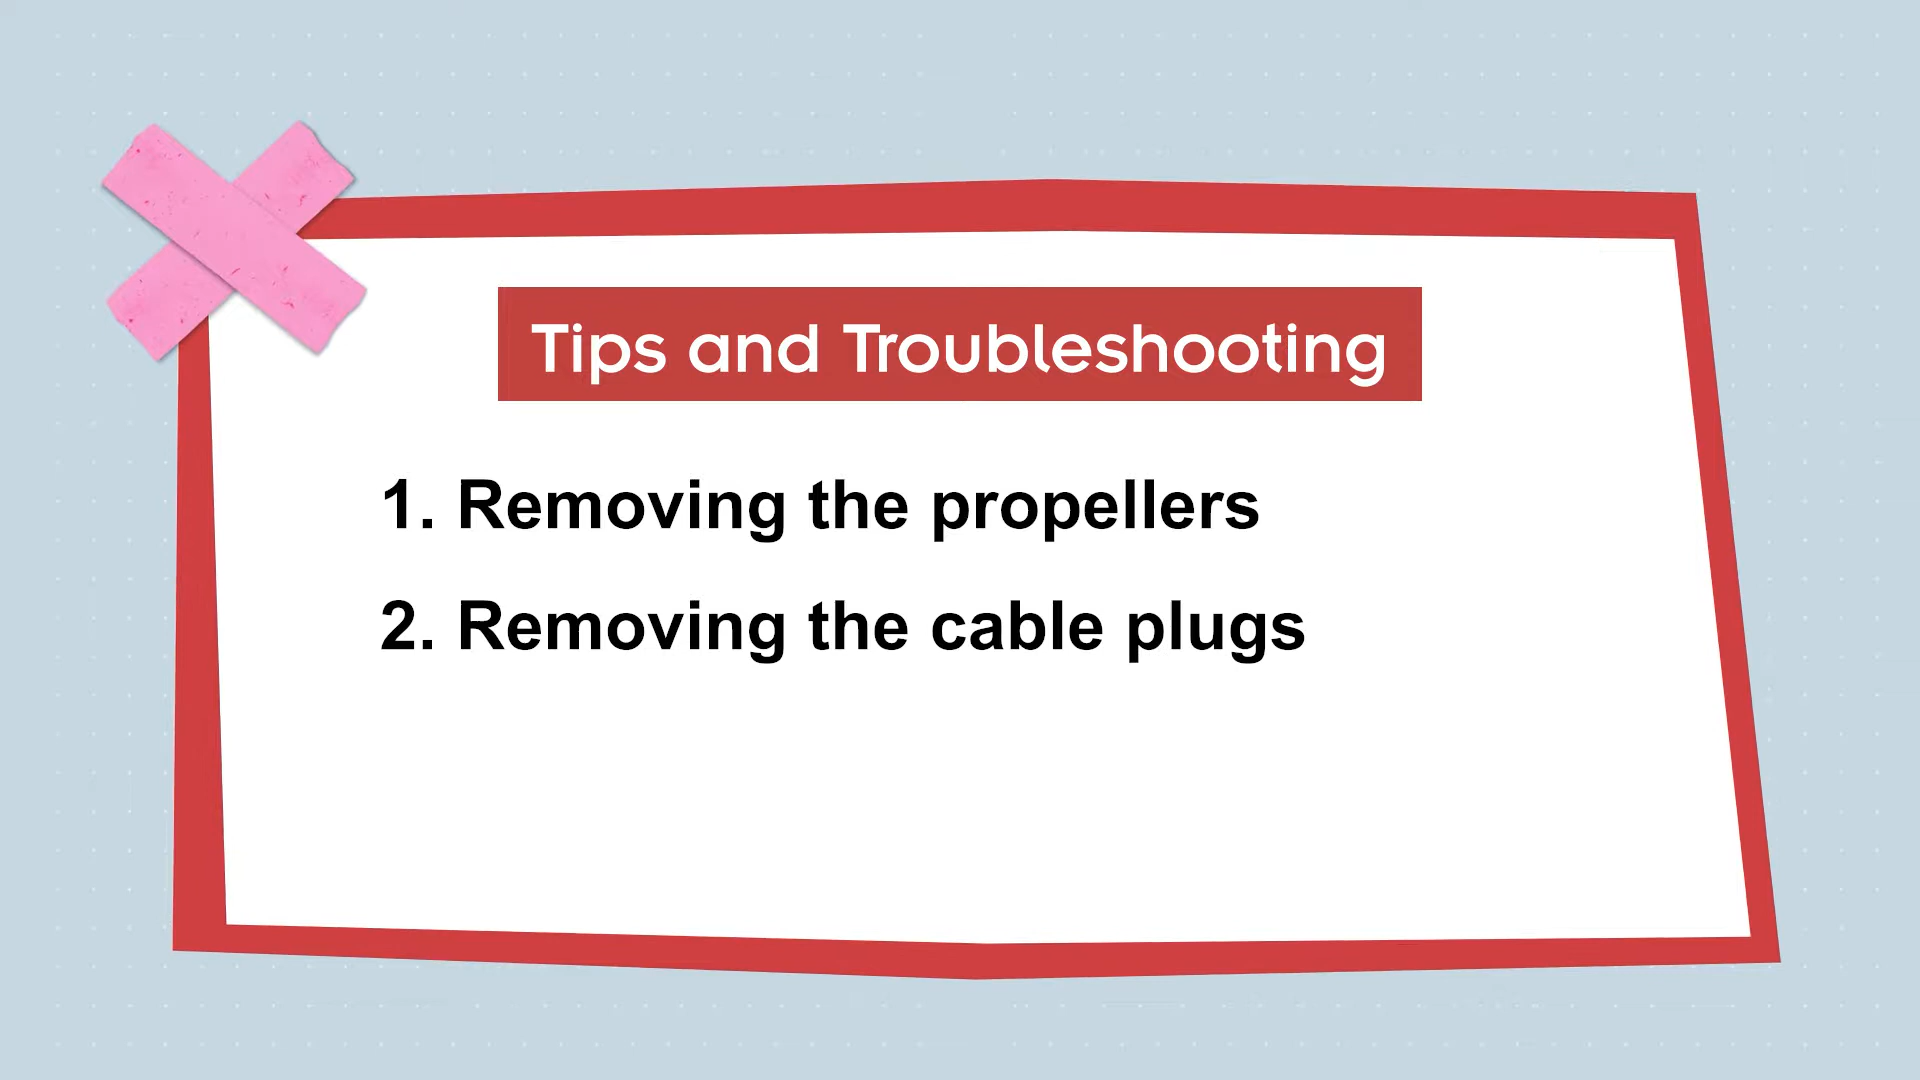 Tips and Troubleshooting
1. Removing the propellers
2. Removing the cable plugs